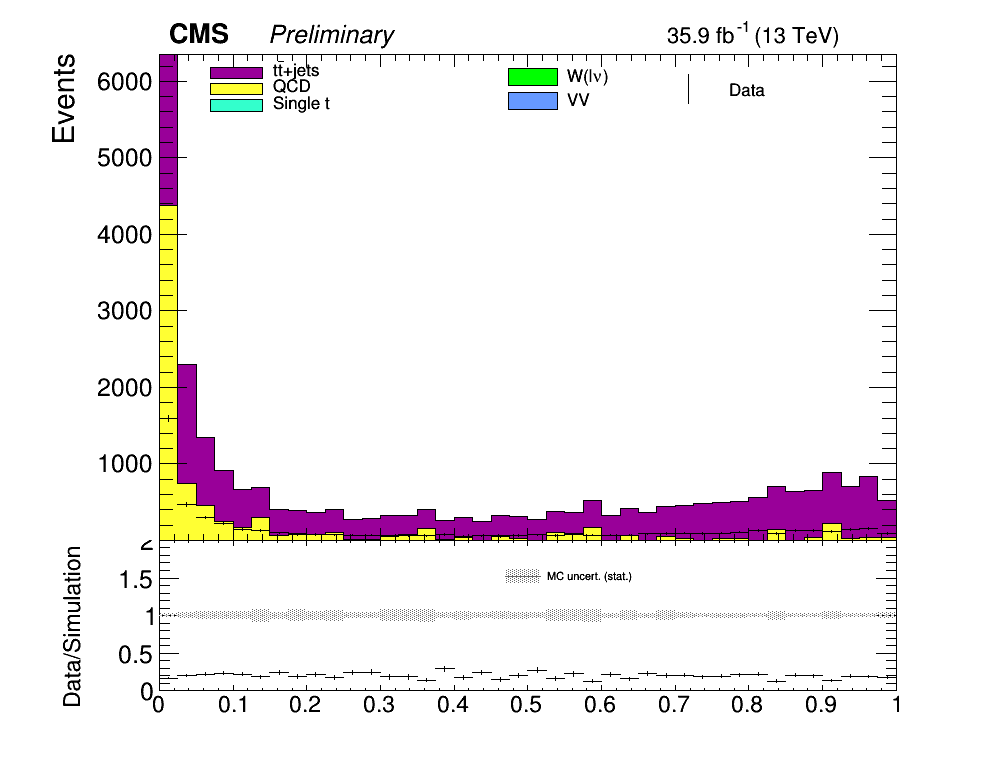 CMS Preliminary 35.9 fb⁻¹ (13 TeV)
Events
6000
5000
4000
3000
2000
1000
tt+jets
QCD
Single t
W(lν)
VV
Data
Data/Simulation
2
1.5
1
0.5
0
MC uncert. (stat.)
0 0.1 0.2 0.3 0.4 0.5 0.6 0.7 0.8 0.9 1